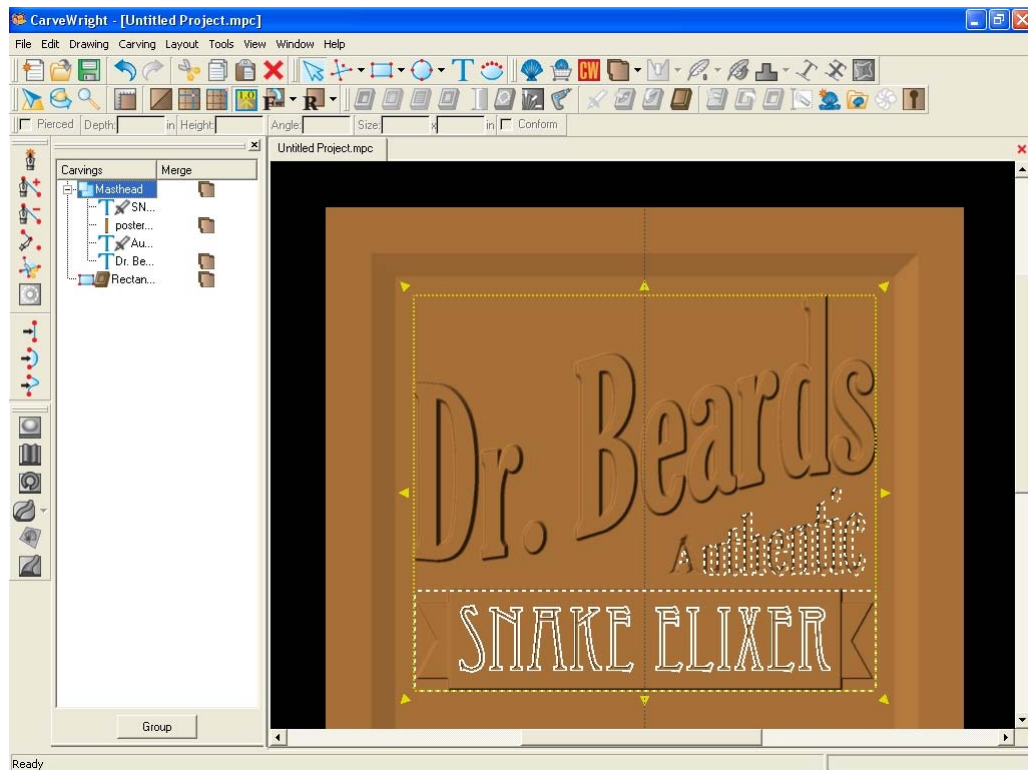 CarveWright - [Untitled Project.mpc]
File Edit Drawing Carving Layout Tools View Window Help
T CW
F R
Pierced Depth: in Height: Angle: Size: x in Conform
Untitled Project.mpc
Carvings Merge
Masthead
T SN...
poster...
T Au...
T Dr. Be...
Rectan...
Dr. Beards
Authentic
SNAKE ELIXER
Group
Ready